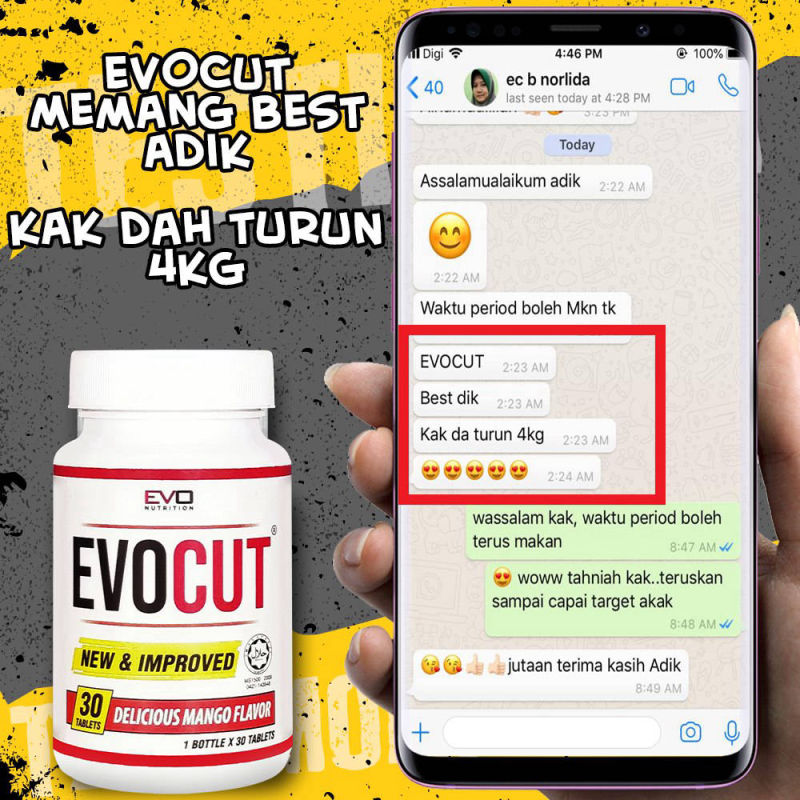 EVOCUT
MEMANG BEST
ADIK
KAK DAH TURUN
4KG
Digi
4:46 PM
100%
40
ec b norlida
last seen today at 4:28 PM
3:23 PM
Today
Assalamualaikum adik 2:22 AM
2:22 AM
Waktu period boleh Mkn tk
EVOCUT 2:23 AM
Best dik 2:23 AM
Kak da turun 4kg 2:23 AM
😍😍😍😍😍 2:24 AM
wassalam kak, waktu period boleh
terus makan 8:47 AM
😍 woww tahniah kak..teruskan
sampai capai target akak
8:48 AM
😘😘👍🏻👍🏻jutaan terima kasih Adik
8:49 AM
EVO
NUTRITION
EVOCUT®
NEW & IMPROVED
30
TABLETS
DELICIOUS MANGO FLAVOR
1 BOTTLE X 30 TABLETS